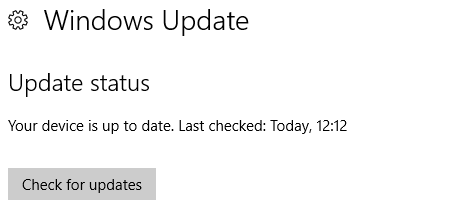 Windows Update
Update status
Your device is up to date. Last checked: Today, 12:12
Check for updates